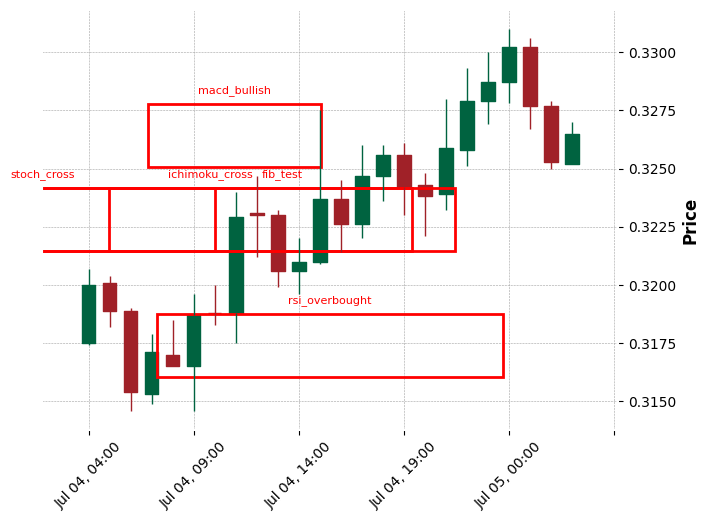 0.3300
macd_bullish
0.3275
stoch_cross
ichimoku_cross
fib_test
0.3250
0.3225
Price
0.3200
rsi_overbought
0.3175
0.3150
Jul 04, 04:00
Jul 04, 09:00
Jul 04, 14:00
Jul 04, 19:00
Jul 05, 00:00